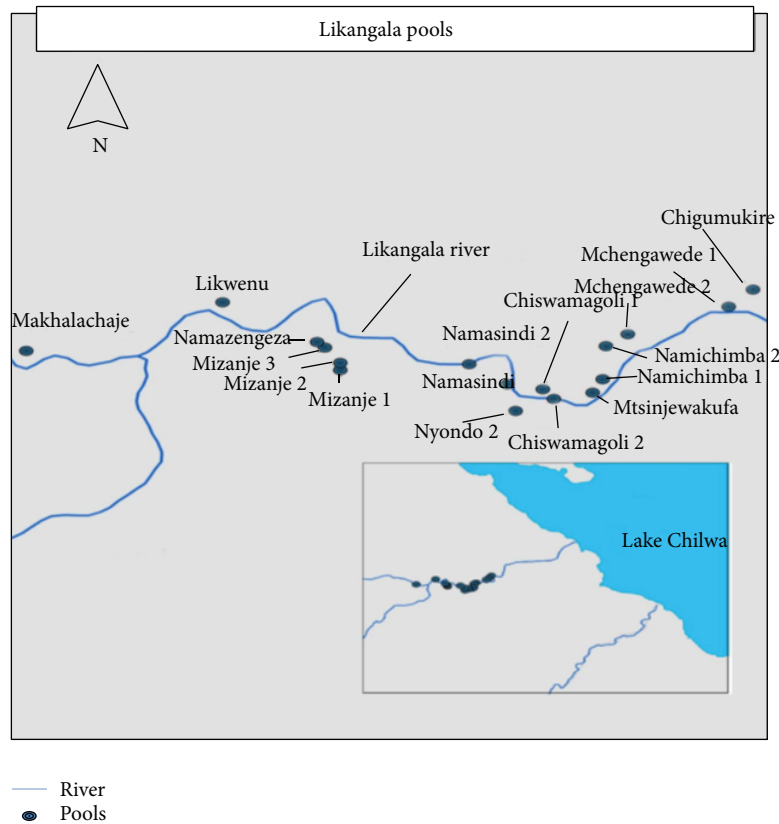 Likangala pools
N
Chigumukire
Mchengawede 1
Likangala river
Likwenu
Mchengawede 2
Chiswamagoli 1
Makhalachaje
Namazengeza
Namasindi 2
Namichimba 2
Mizanje 3
Namichimba 1
Mizanje 2
Namasindi
Mizanje 1
Mtsinjewakufa
Nyondo 2
Chiswamagoli 2
Lake Chilwa
River
Pools